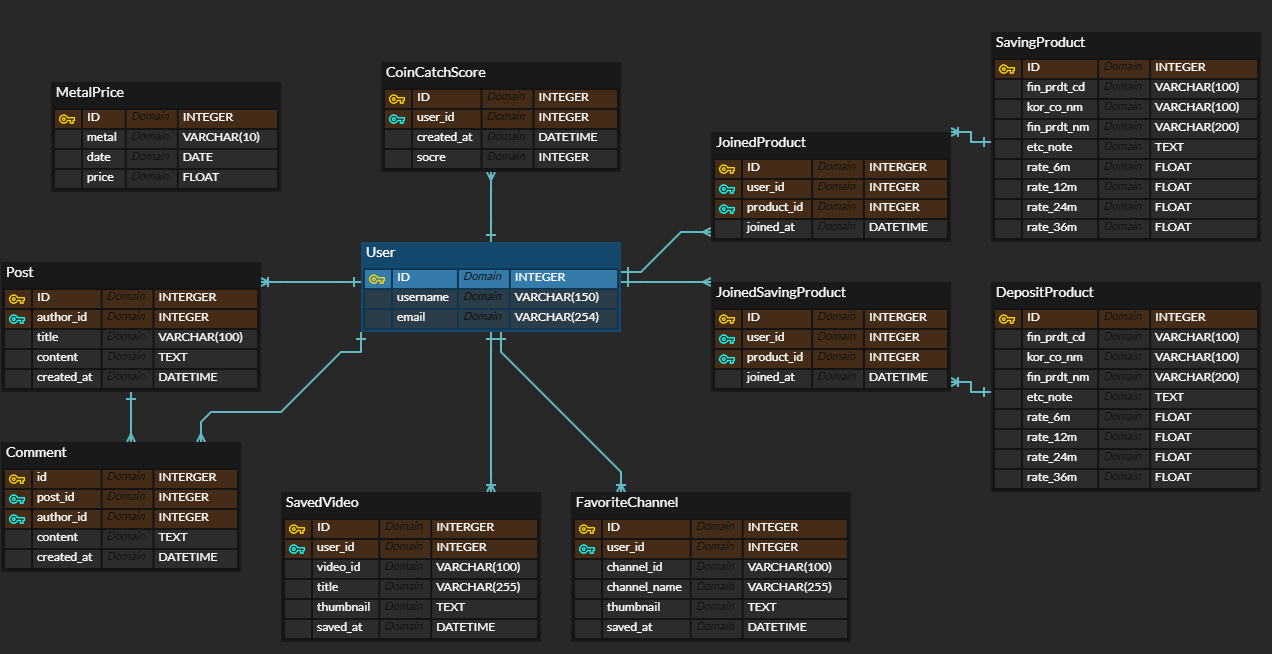 MetalPrice
ID Domain INTEGER
metal Domain VARCHAR(10)
date Domain DATE
price Domain FLOAT
CoinCatchScore
ID Domain INTEGER
user_id Domain INTEGER
created_at Domain DATETIME
socre Domain INTEGER
SavingProduct
ID Domain INTEGER
fin_prdt_cd Domain VARCHAR(100)
kor_co_nm Domain VARCHAR(100)
fin_prdt_nm Domain VARCHAR(200)
etc_note Domain TEXT
rate_6m Domain FLOAT
rate_12m Domain FLOAT
rate_24m Domain FLOAT
rate_36m Domain FLOAT
JoinedProduct
ID Domain INTERGER
user_id Domain INTEGER
product_id Domain INTEGER
joined_at Domain DATETIME
User
ID Domain INTEGER
username Domain VARCHAR(150)
email Domain VARCHAR(254)
Post
ID Domain INTERGER
author_id Domain INTEGER
title Domain VARCHAR(100)
content Domain TEXT
created_at Domain DATETIME
JoinedSavingProduct
ID Domain INTERGER
user_id Domain INTEGER
product_id Domain INTEGER
joined_at Domain DATETIME
DepositProduct
ID Domain INTEGER
fin_prdt_cd Domain VARCHAR(100)
kor_co_nm Domain VARCHAR(100)
fin_prdt_nm Domain VARCHAR(200)
etc_note Domain TEXT
rate_6m Domain FLOAT
rate_12m Domain FLOAT
rate_24m Domain FLOAT
rate_36m Domain FLOAT
Comment
id Domain INTERGER
post_id Domain INTEGER
author_id Domain INTEGER
content Domain TEXT
created_at Domain DATETIME
SavedVideo
ID Domain INTERGER
user_id Domain INTEGER
video_id Domain VARCHAR(100)
title Domain VARCHAR(255)
thumbnail Domain TEXT
saved_at Domain DATETIME
FavoriteChannel
ID Domain INTEGER
user_id Domain INTEGER
channel_id Domain VARCHAR(100)
channel_name Domain VARCHAR(255)
thumbnail Domain TEXT
saved_at Domain DATETIME